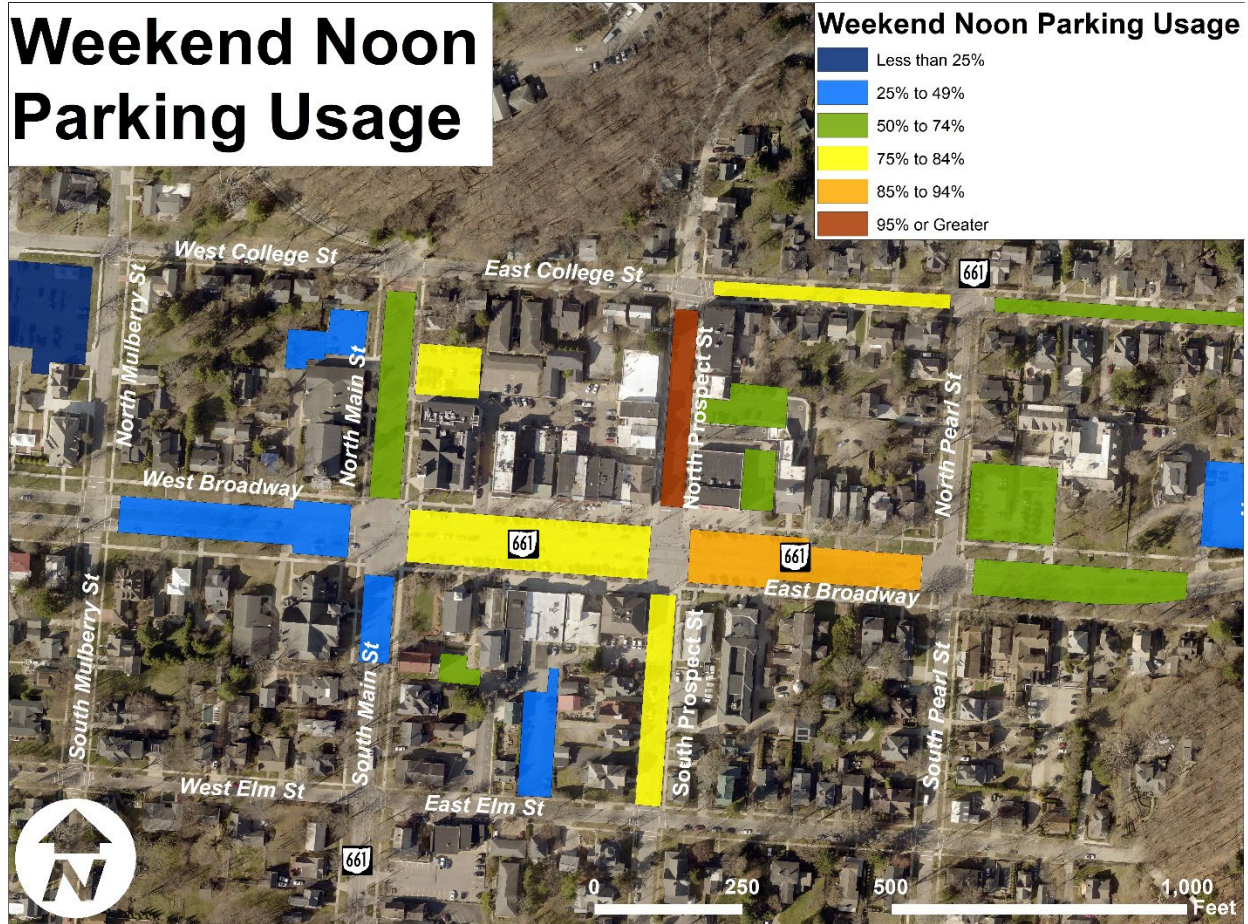 Weekend Noon
Parking Usage
Weekend Noon Parking Usage
Less than 25%
25% to 49%
50% to 74%
75% to 84%
85% to 94%
95% or Greater
West College St
East College St
661
North Mulberry St
North Main St
North Prospect St
North Pearl St
West Broadway
661
661
East Broadway
South Mulberry St
South Main St
South Prospect St
South Pearl St
West Elm St
East Elm St
661
N
0 250 500 1,000
Feet